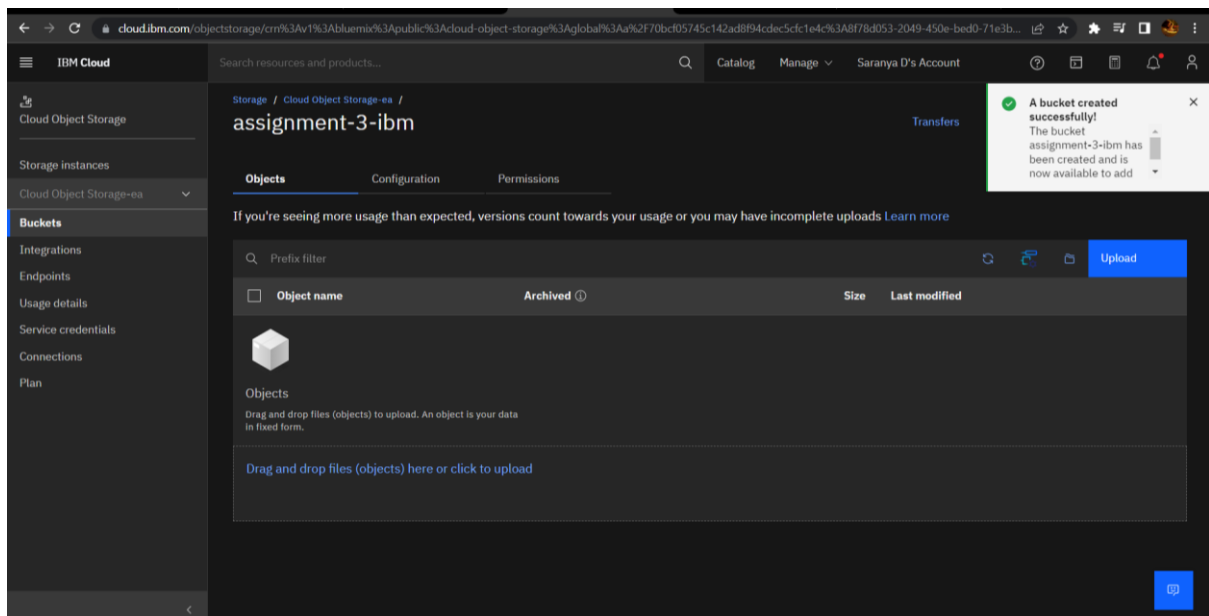 cloud.ibm.com/objectstorage/crn%3Av1%3Abluemix%3Apublic%3Acloud-object-storage%3Aglobal%3Aa%2F70bcf05745c142ad8f94cdec5cfc1e4c%3A8f78d053-2049-450e-bed0-71e3b...
IBM Cloud
Search resources and products...
Catalog
Manage
Saranya D's Account
Cloud Object Storage
Storage instances
Cloud Object Storage-ea
Buckets
Integrations
Endpoints
Usage details
Service credentials
Connections
Plan
Storage / Cloud Object Storage-ea /
assignment-3-ibm
Transfers
A bucket created
successfully!
The bucket
assignment-3-ibm has
been created and is
now available to add
Objects
Configuration
Permissions
If you're seeing more usage than expected, versions count towards your usage or you may have incomplete uploads Learn more
Prefix filter
Upload
Object name
Archived
Size
Last modified
Objects
Drag and drop files (objects) to upload. An object is your data
in fixed form.
Drag and drop files (objects) here or click to upload